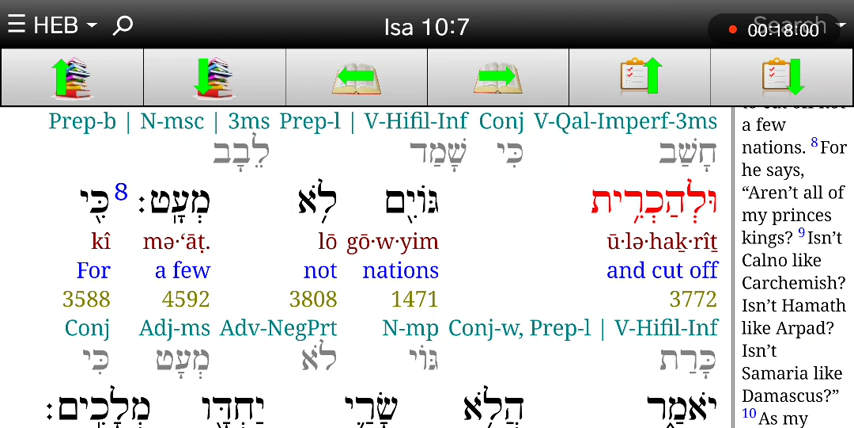 ☰ HEB
Isa 10:7
00:18:00
Prep-b | N-msc | 3ms Prep-l | V-Hifil-Inf Conj V-Qal-Imperf-3ms
חָשַׁב כִּי שָׁמַד לֵבָב
וּלְהַכְרִ֥ית גּוֹיִ֖ם לֹ֥א מְעָֽט׃ 8 כִּ֖י
kî mə·‘āṭ. lō gō·w·yim ū·lə·haḵ·rîṯ
For a few not nations and cut off
3588 4592 3808 1471 3772
Conj Adj-ms Adv-NegPrt N-mp Conj-w, Prep-l | V-Hifil-Inf
כָּרַת גּוֹי לֹא מְעָט כִּי
יֹאמַ֑ר הֲלֹ֥א שָׂרַ֛י יַחְדָּ֖ו מְלָכִֽים׃
a few
nations. 8 For
he says,
“Aren’t all of
my princes
kings? 9 Isn’t
Calno like
Carchemish?
Isn’t Hamath
like Arpad?
Isn’t
Samaria like
Damascus?”
10 As my